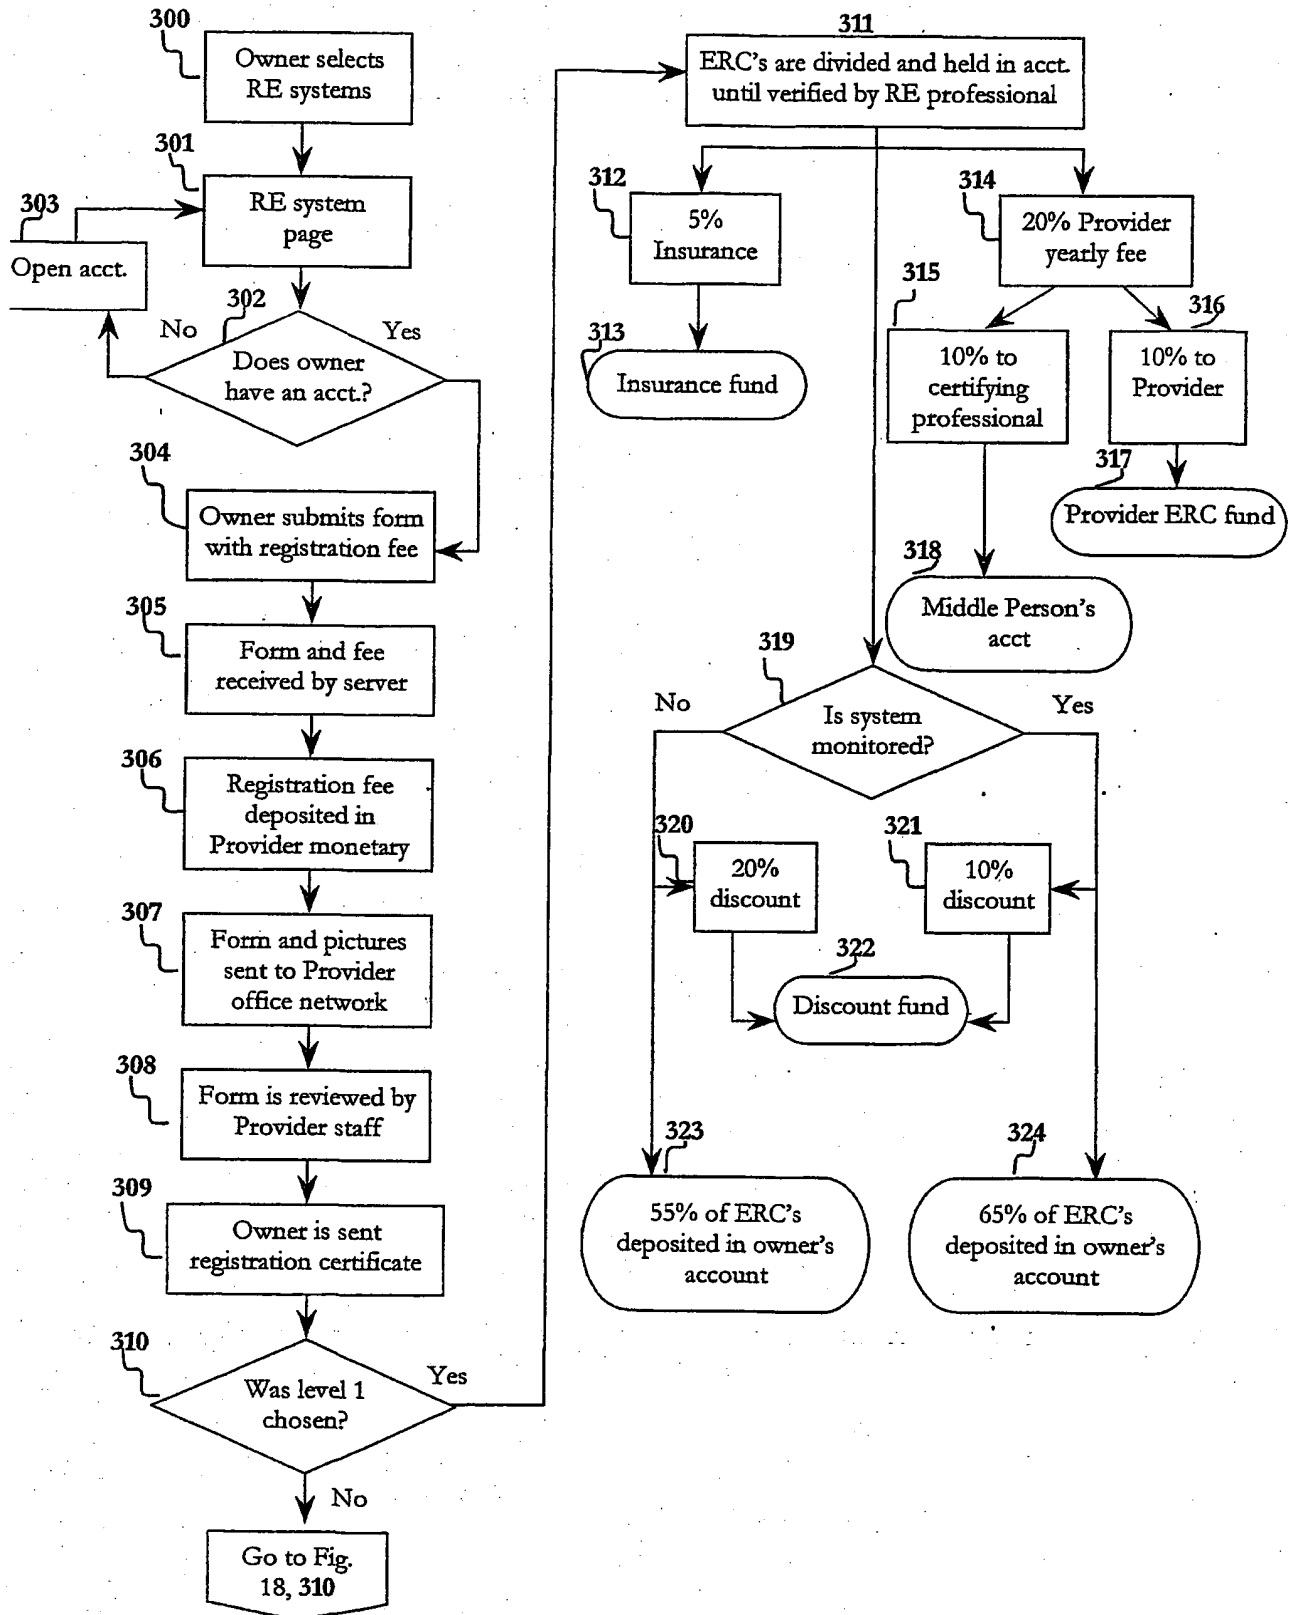 300
Owner selects
RE systems
301
RE system
page
303
Open acct.
302
No
Yes
Does owner
have an acct.?
304
Owner submits form
with registration fee
305
Form and fee
received by server
306
Registration fee
deposited in
Provider monetary
307
Form and pictures
sent to Provider
office network
308
Form is reviewed by
Provider staff
309
Owner is sent
registration certificate
310
Was level 1
chosen?
Yes
No
Go to Fig.
18, 310
311
ERC's are divided and held in acct.
until verified by RE professional
312
5%
Insurance
313
Insurance fund
314
20% Provider
yearly fee
315
10% to
certifying
professional
316
10% to
Provider
317
Provider ERC fund
318
Middle Person's
acct
319
No
Yes
Is system
monitored?
320
20%
discount
321
10%
discount
322
Discount fund
323
55% of ERC's
deposited in owner's
account
324
65% of ERC's
deposited in owner's
account